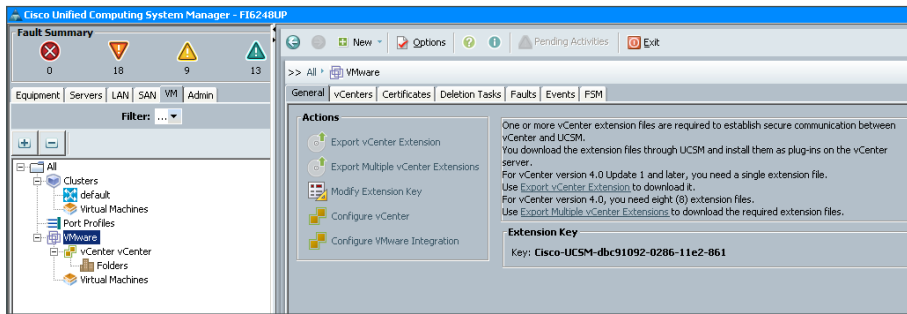 Cisco Unified Computing System Manager - FI6248UP
Fault Summary
0 18 9 13
Equipment Servers LAN SAN VM Admin
Filter: ...
All
Clusters
default
Virtual Machines
Port Profiles
VMware
vCenter vCenter
Folders
Virtual Machines
New Options Pending Activities Exit
>> All VMware
General vCenters Certificates Deletion Tasks Faults Events FSM
Actions
Export vCenter Extension
Export Multiple vCenter Extensions
Modify Extension Key
Configure vCenter
Configure VMware Integration
One or more vCenter extension files are required to establish secure communication between
vCenter and UCSM.
You download the extension files through UCSM and install them as plug-ins on the vCenter
server.
For vCenter version 4.0 Update 1 and later, you need a single extension file.
Use Export vCenter Extension to download it.
For vCenter version 4.0, you need eight (8) extension files.
Use Export Multiple vCenter Extensions to download the required extension files.
Extension Key
Key: Cisco-UCSM-dbc91092-0286-11e2-861